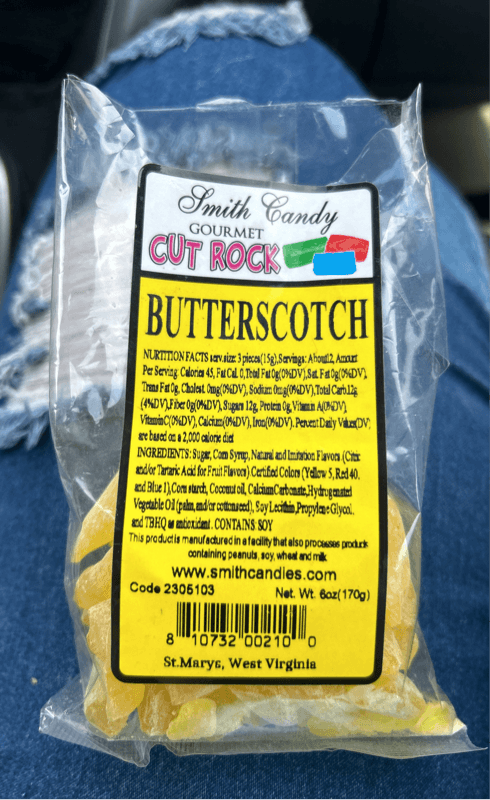 Smith Candy
GOURMET
CUT ROCK
BUTTERSCOTCH
NURTITION FACTS serv.size: 3 pieces(15g),Servings: About12, Amount
Per Serving: Calories 45, Fat Cal. 0,Total Fat 0g(0%DV),Sat. Fat 0g(0%DV),
Trans Fat 0g, Cholest. 0mg(0%DV), Sodium 0mg(0%DV),Total Carb.12g
(4%DV),Fiber 0g(0%DV), Sugars 12g, Protein 0g, Vitamin A(0%DV),
Vitamin C(0%DV), Calcium(0%DV), Iron(0%DV). Percent Daily Values(DV)
are based on a 2,000 calorie diet
INGREDIENTS: Sugar, Corn Syrup, Natural and Imitation Flavors (Citric
and/or Tartaric Acid for Fruit Flavors) Certified Colors (Yellow 5, Red 40,
and Blue 1),Corn starch, Coconut oil, Calcium Carbonate,Hydrogenated
Vegetable Oil (palm, and/or cottonseed), Soy Lecithin,Propylene Glycol,
and TBHQ as antioxidant. CONTAINS: SOY
This product is manufactured in a facility that also processes products
containing peanuts, soy, wheat and milk
www.smithcandies.com
Code 2305103 Net. Wt. 6oz(170g)
8 10732 00210 0
St.Marys, West Virginia